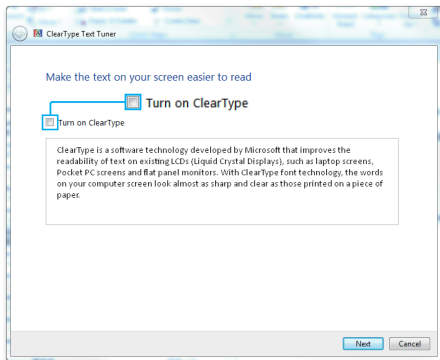 ClearType Text Tuner
Make the text on your screen easier to read
Turn on ClearType
Turn on ClearType
ClearType is a software technology developed by Microsoft that improves the
readability of text on existing LCDs (Liquid Crystal Displays), such as laptop screens,
Pocket PC screens and flat panel monitors. With ClearType font technology, the words
on your computer screen look almost as sharp and clear as those printed on a piece of
paper.
Next
Cancel